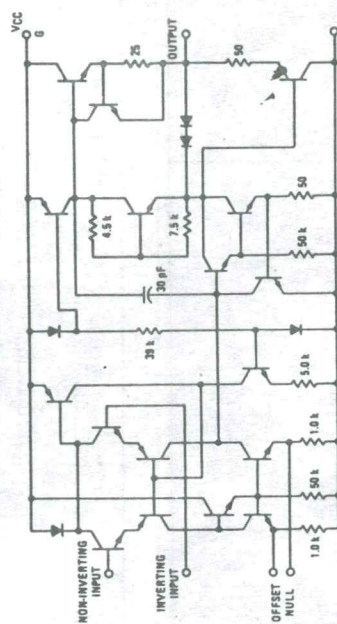 NON-INVERTING
INPUT
INVERTING
INPUT
OFFSET
NULL
1.0 k
50 k
1.0 k
5.0 k
39 k
30 pF
4.5 k
7.5 k
50 k
50
25
50
VCC
G
OUTPUT